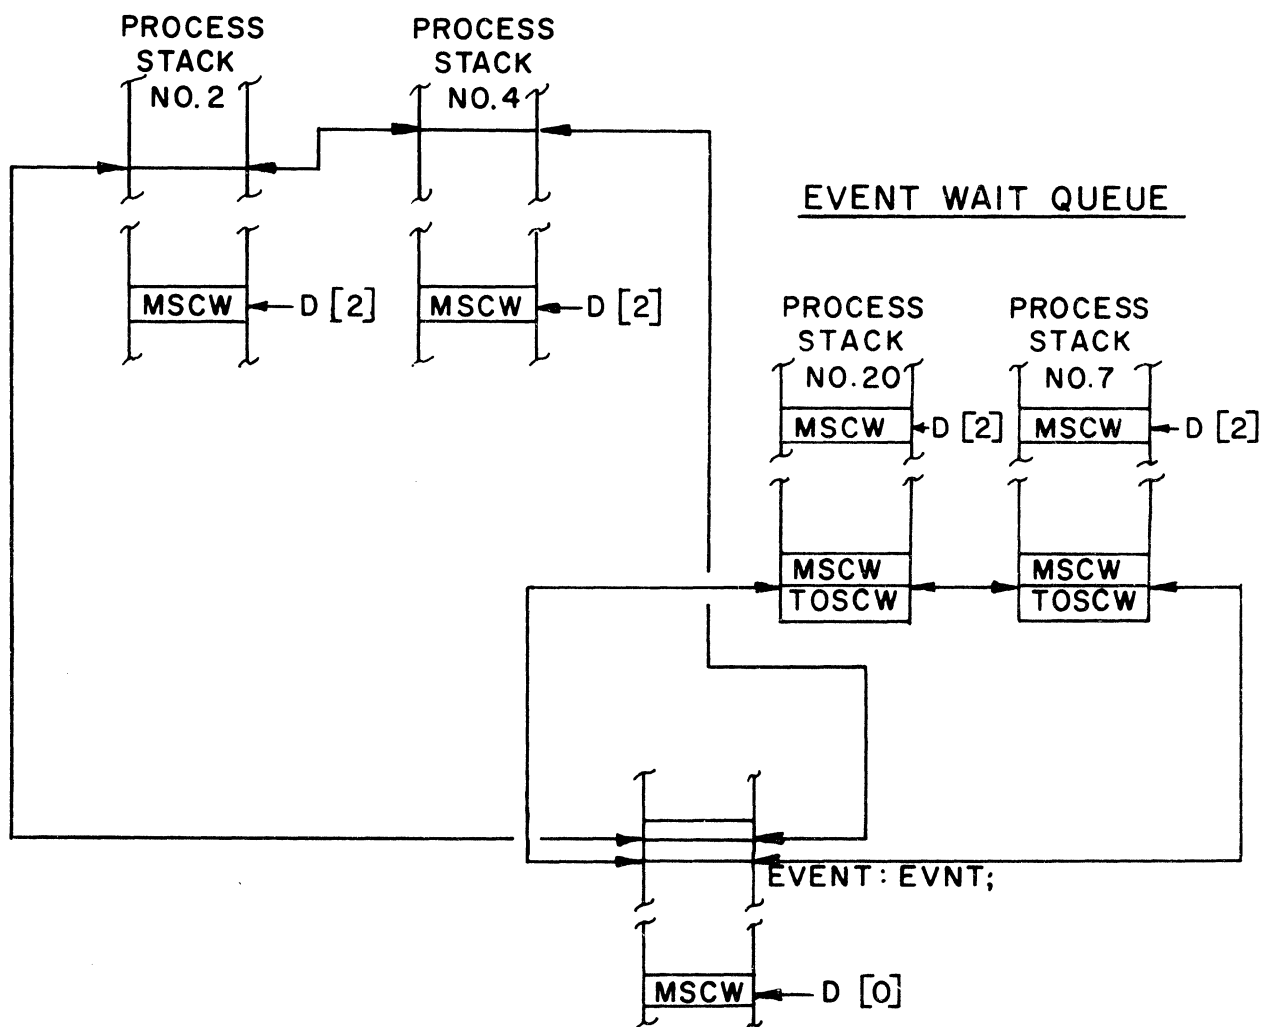 PROCESS
STACK
NO. 2
PROCESS
STACK
NO. 4
EVENT WAIT QUEUE
MSCW
D [2]
MSCW
D [2]
PROCESS
STACK
NO. 20
PROCESS
STACK
NO. 7
MSCW
D [2]
MSCW
D [2]
MSCW
TOSCW
MSCW
TOSCW
EVENT : EVNT;
MSCW
D [0]